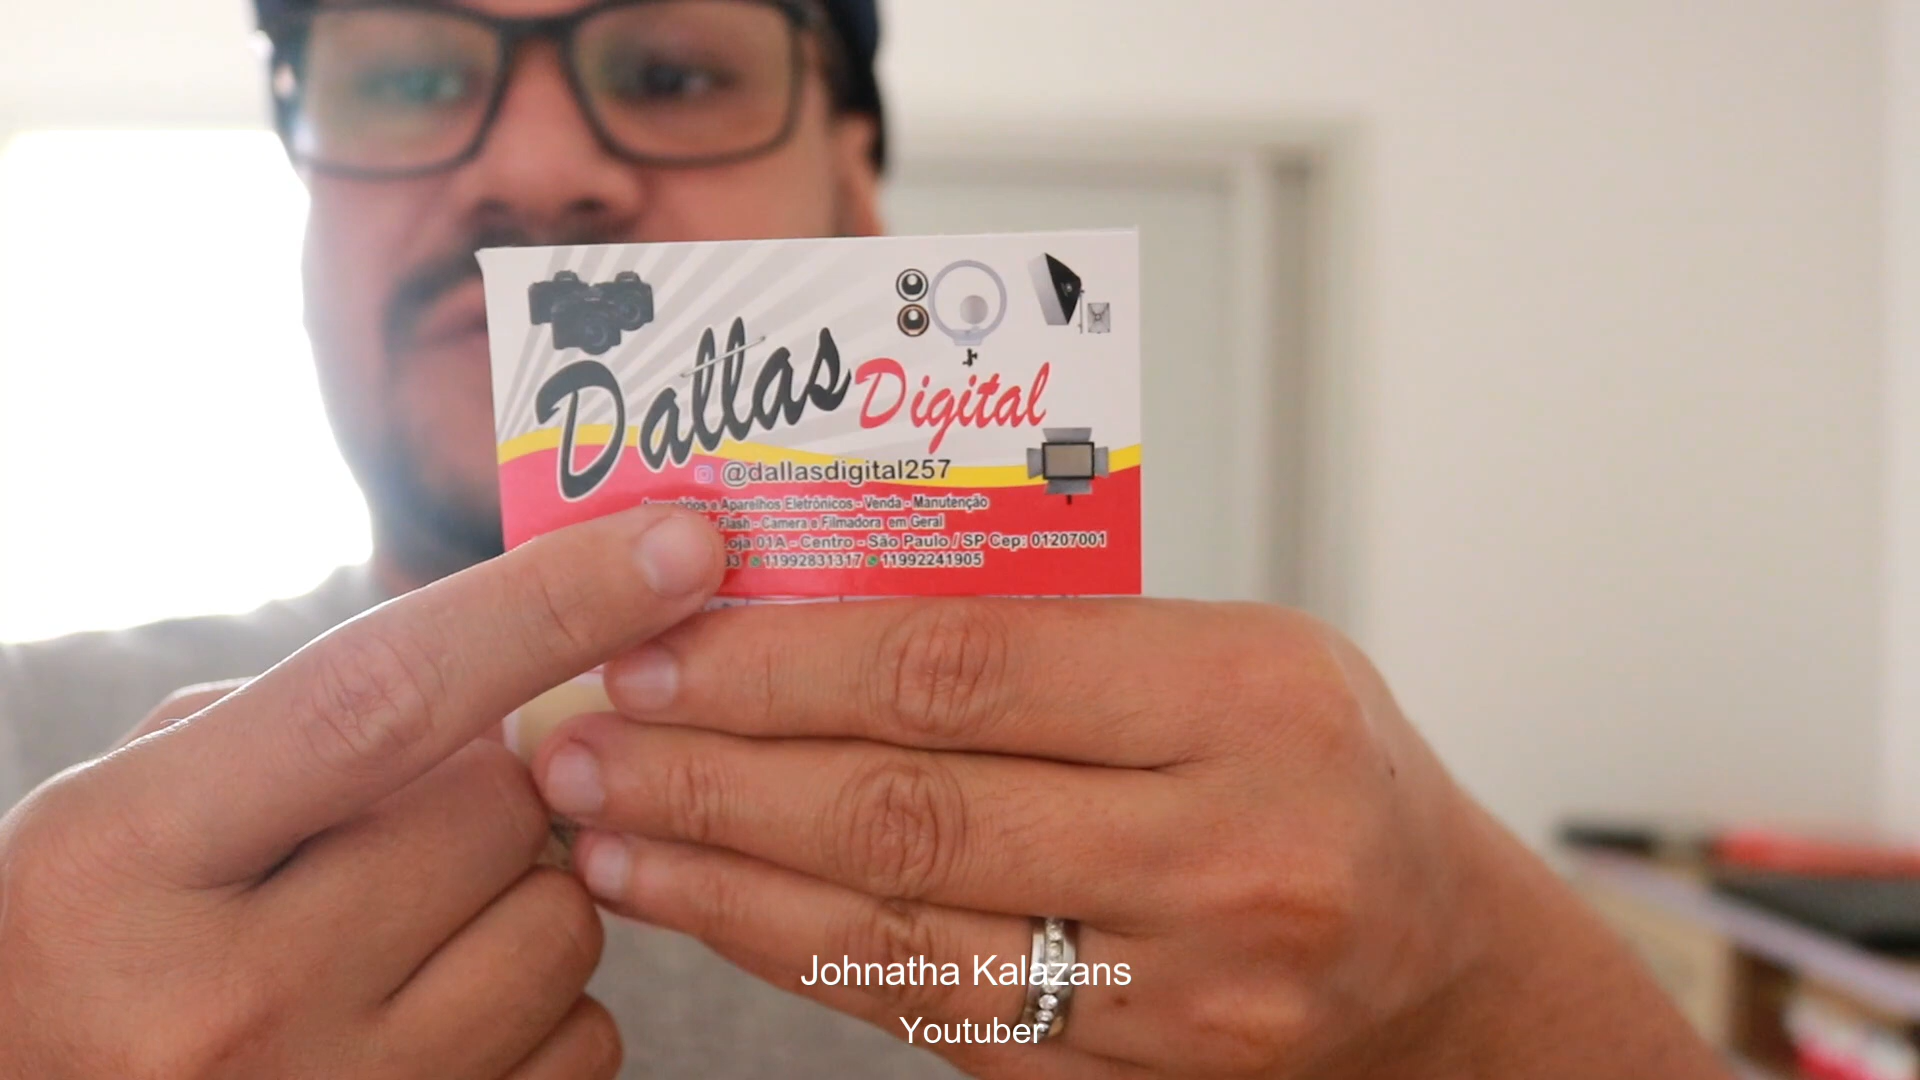 Dallas Digital
@dallasdigital257
e Aparelhos Eletrônicos - Venda - Manutenção
Flash - Camera e Filmadora em Geral
Loja 01A - Centro - São Paulo / SP Cep: 01207001
11992831317 11992241905
Johnatha Kalazans
Youtuber